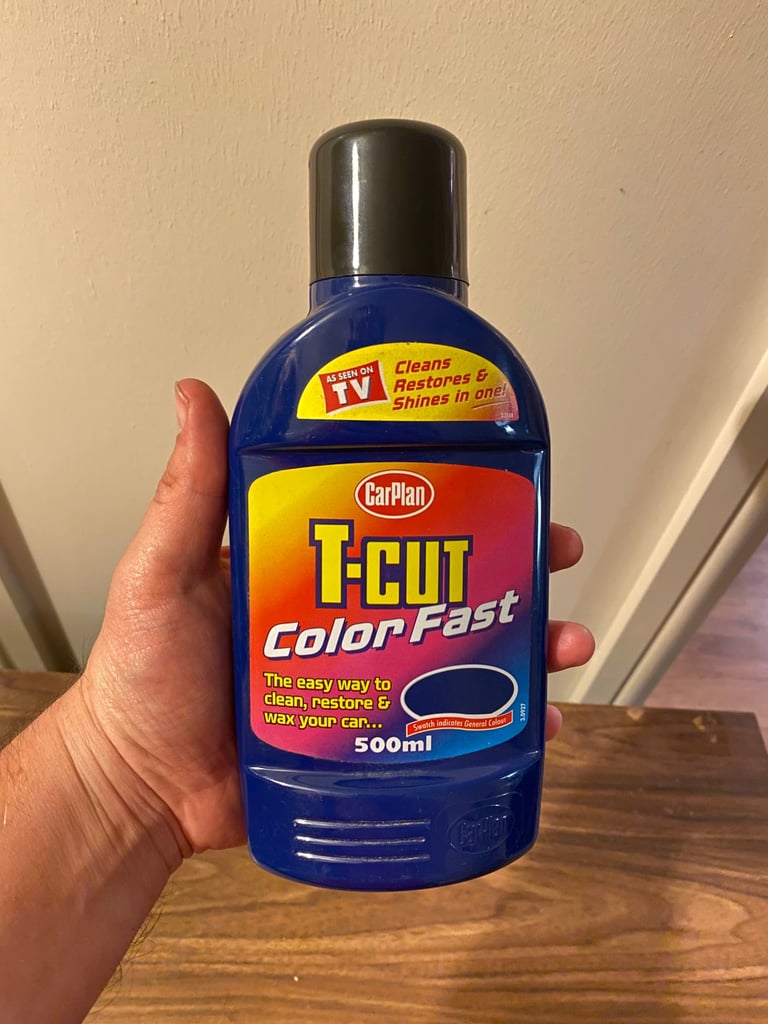 AS SEEN ON
TV
Cleans
Restores &
Shines in one!
CarPlan
T-CUT
Color Fast
The easy way to
clean, restore &
wax your car...
Swatch indicates General Colour
500ml
CarPlan